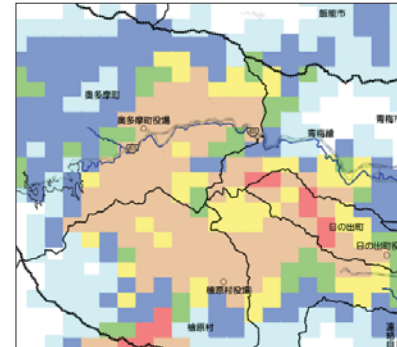 飯能市
奥多摩町
奥多摩町役場
青梅線
青梅市
日の出町
日の出町役
檜原村役場
檜原村